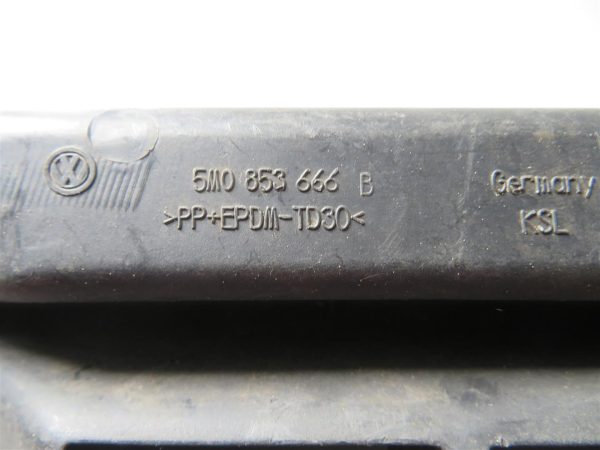 5M0 853 666 B Germany
>PP+EPDM-TD30< KSL